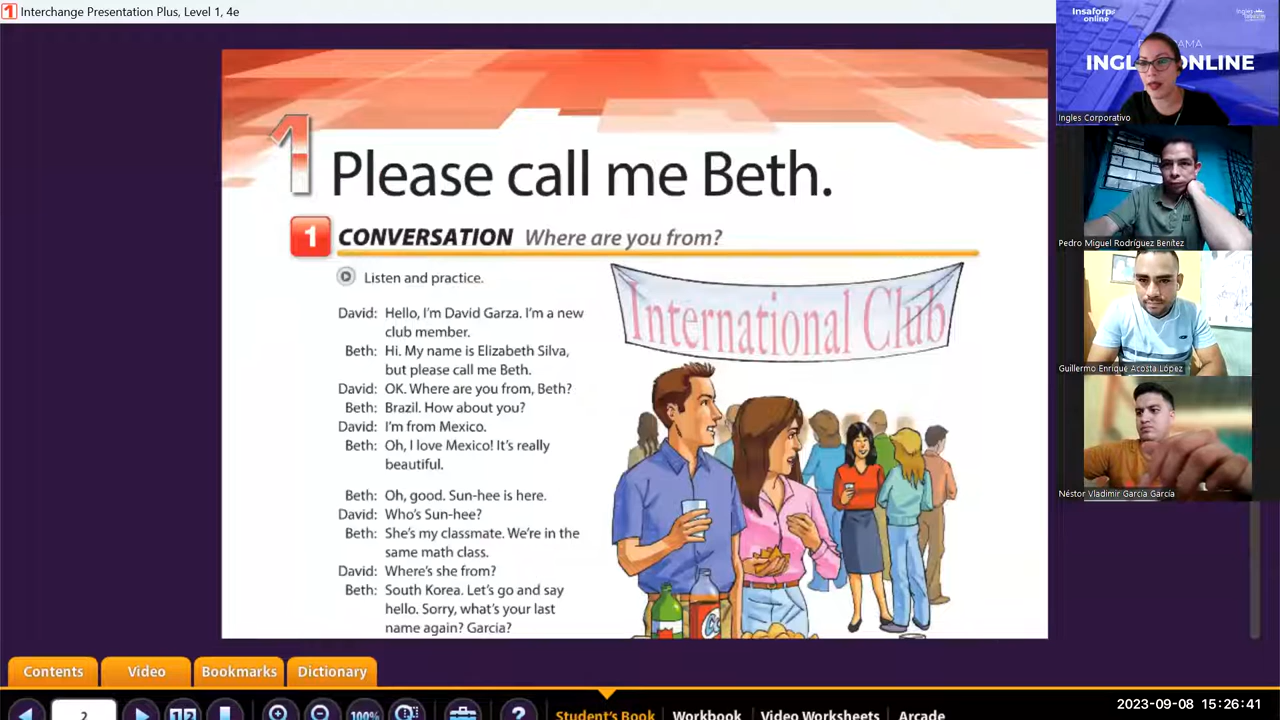 Interchange Presentation Plus, Level 1, 4e
1
Please call me Beth.
1 CONVERSATION Where are you from?
Listen and practice.
David: Hello, I'm David Garza. I'm a new
club member.
Beth: Hi. My name is Elizabeth Silva,
but please call me Beth.
David: OK. Where are you from, Beth?
Beth: Brazil. How about you?
David: I'm from Mexico.
Beth: Oh, I love Mexico! It's really
beautiful.
Beth: Oh, good. Sun-hee is here.
David: Who's Sun-hee?
Beth: She's my classmate. We're in the
same math class.
David: Where's she from?
Beth: South Korea. Let's go and say
hello. Sorry, what's your last
name again? Garcia?
International Club
Insaforp
online
INGL ONLINE
Ingles Corporativo
Pedro Miguel Rodríguez Benítez
Guillermo Enrique Acosta López
Néstor Vladimir García García
Contents Video Bookmarks Dictionary
2 100% ?
Student's Book Workbook Video Worksheets Arcade
2023-09-08 15:26:41